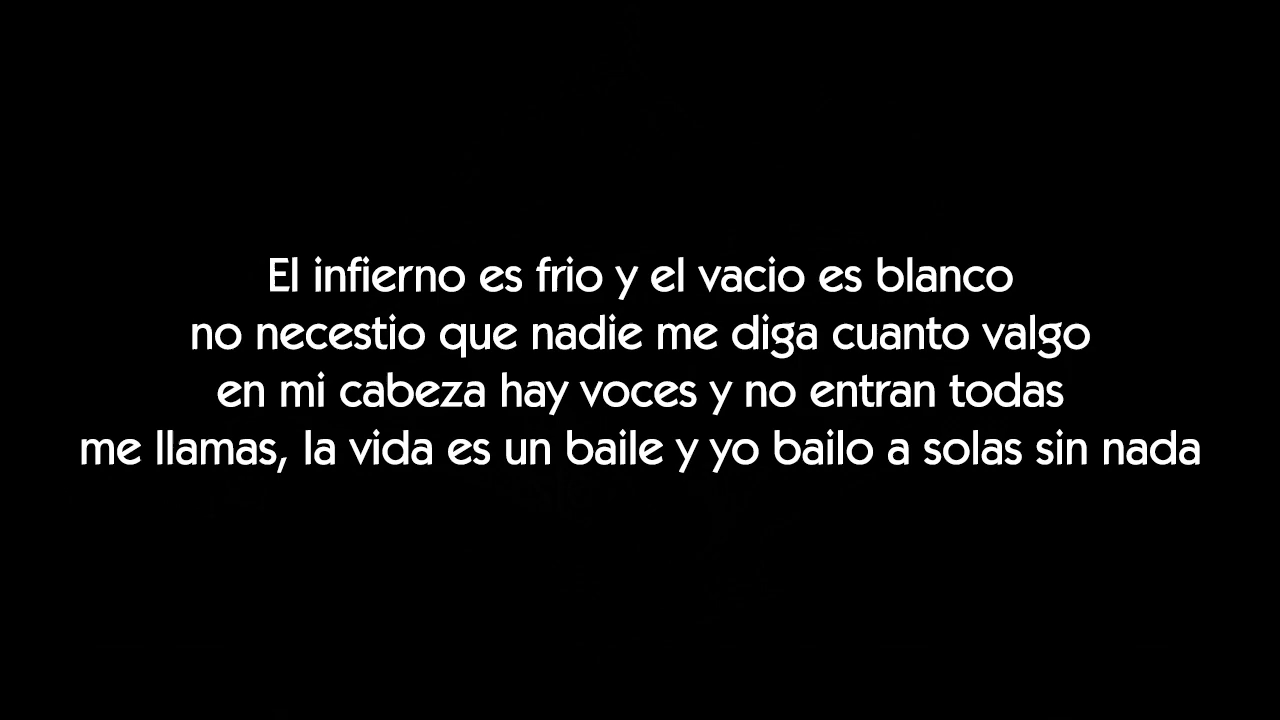 El infierno es frio y el vacio es blanco
no necestio que nadie me diga cuanto valgo
en mi cabeza hay voces y no entran todas
me llamas, la vida es un baile y yo bailo a solas sin nada